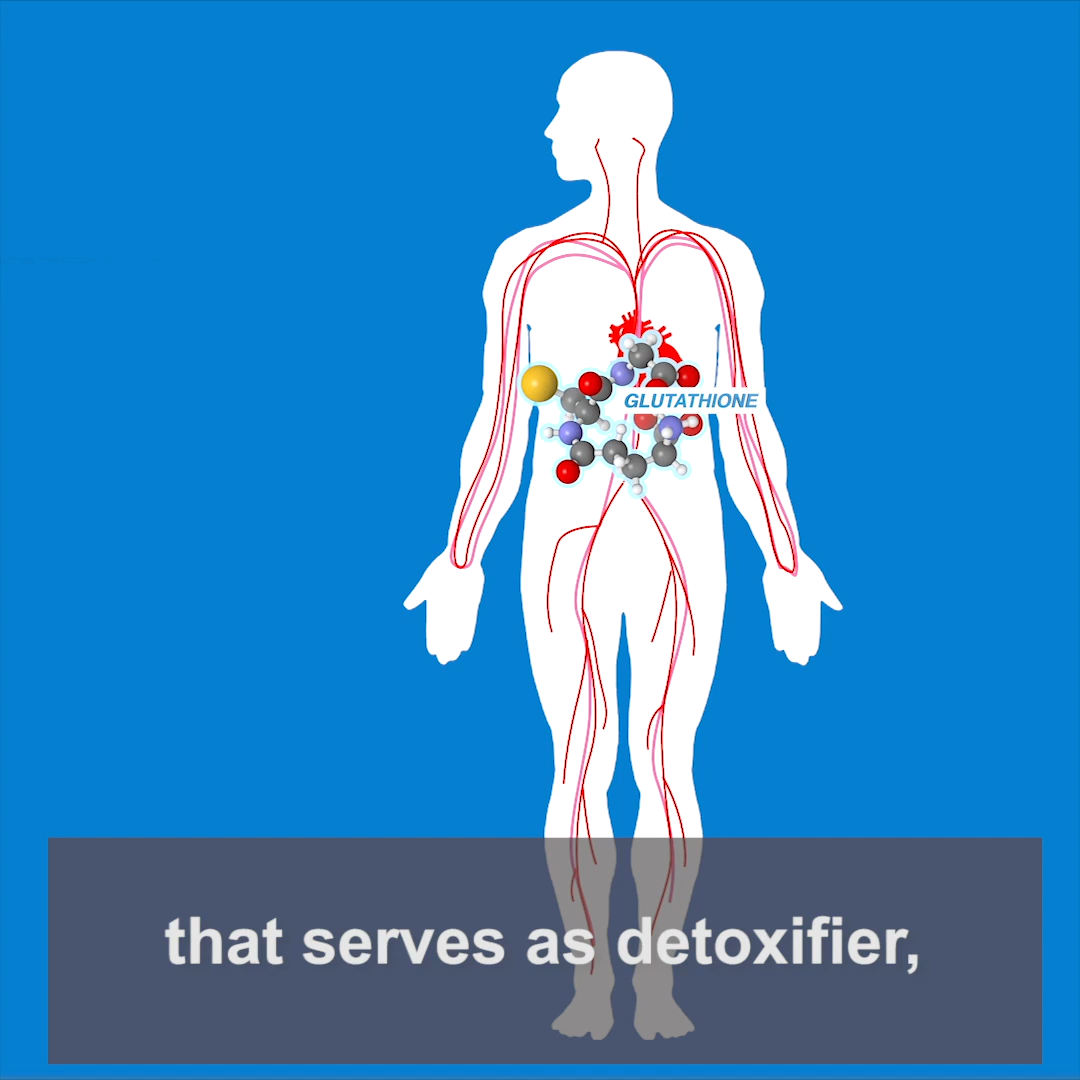 GLUTATHIONE
that serves as detoxifier,